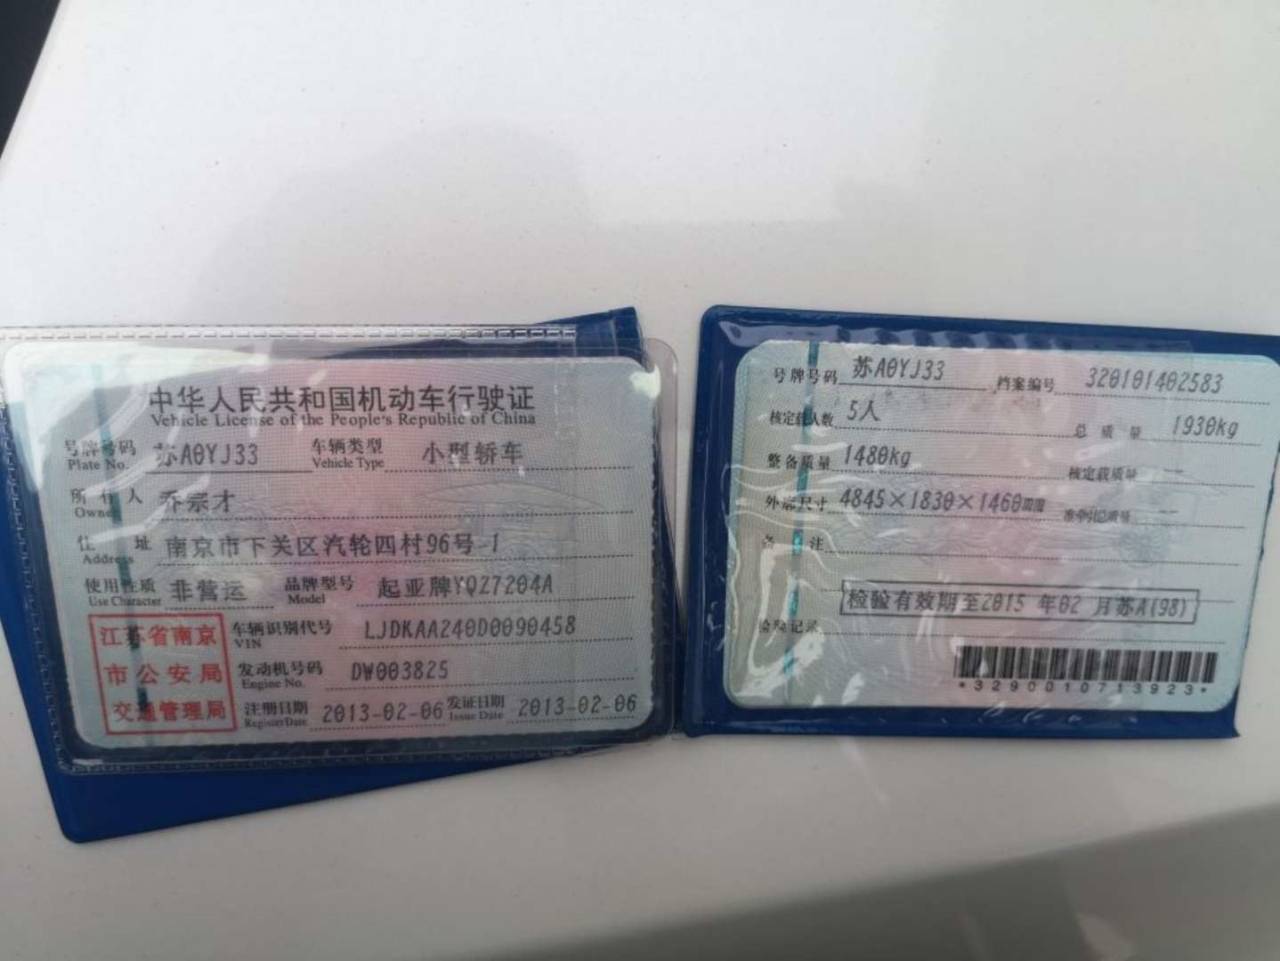 中华人民共和国机动车行驶证
Vehicle License of the People's Republic of China
号牌号码 苏A0YJ33 车辆类型 小型轿车
Plate No. Vehicle Type
所有人 乔宗才
Owner
住址 南京市下关区汽轮四村96号-1
Address
使用性质 非营运 品牌型号 起亚牌YQZ7204A
Use Character Model
江苏省南京
市公安局
交通管理局
车辆识别代号 LJDKAA240D0090458
VIN
发动机号码 DW003825
Engine No.
注册日期 2013-02-06 发证日期 2013-02-06
Register Date Issue Date
号牌号码 苏A0YJ33 档案编号 320101402583
核定载人数 5人 总质量 1930kg
整备质量 1480kg 核定载质量 --
外廓尺寸 4845×1830×1460mm 准牵引总质量 --
备注
检验有效期至2015 年02 月苏A(98)
检验记录
*3290010713923*